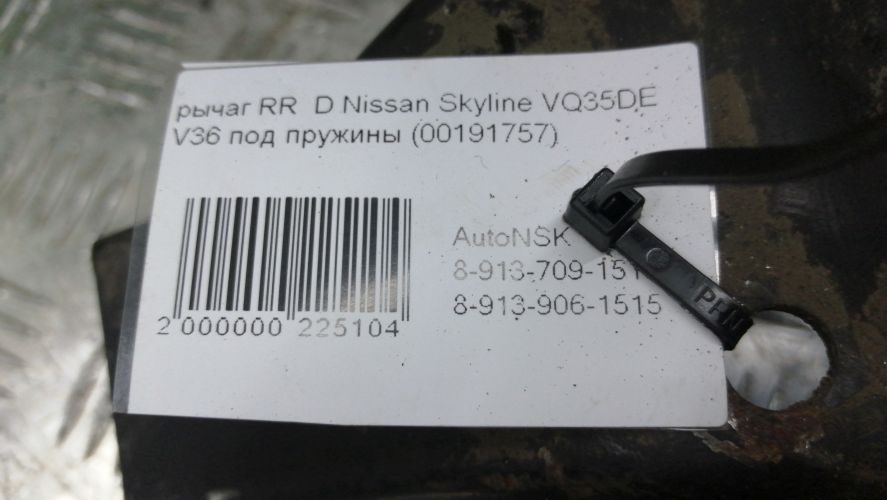 рычаг RR D Nissan Skyline VQ35DE
V36 под пружины (00191757)
AutoNSK
8-913-906-1515
2 000000 225104